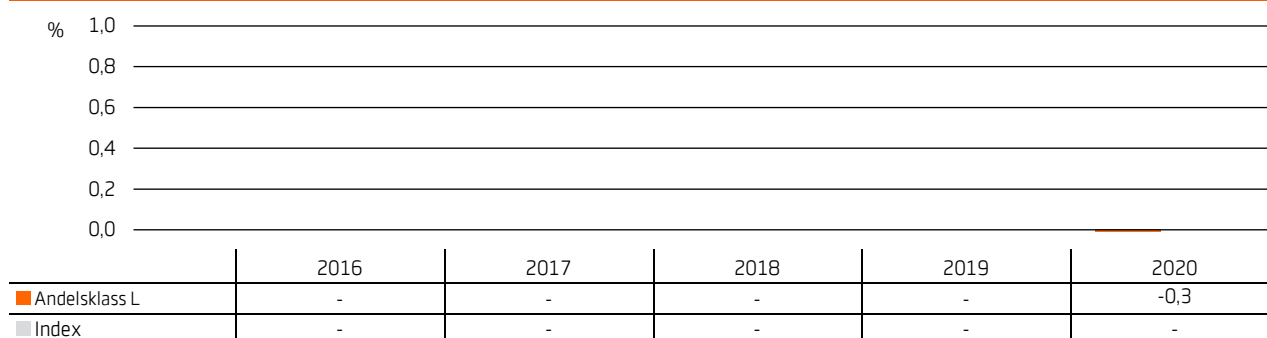 % 1,0
0,8
0,6
0,4
0,2
0,0
2016 2017 2018 2019 2020
Andelsklass L - - - - -0,3
Index - - - - -